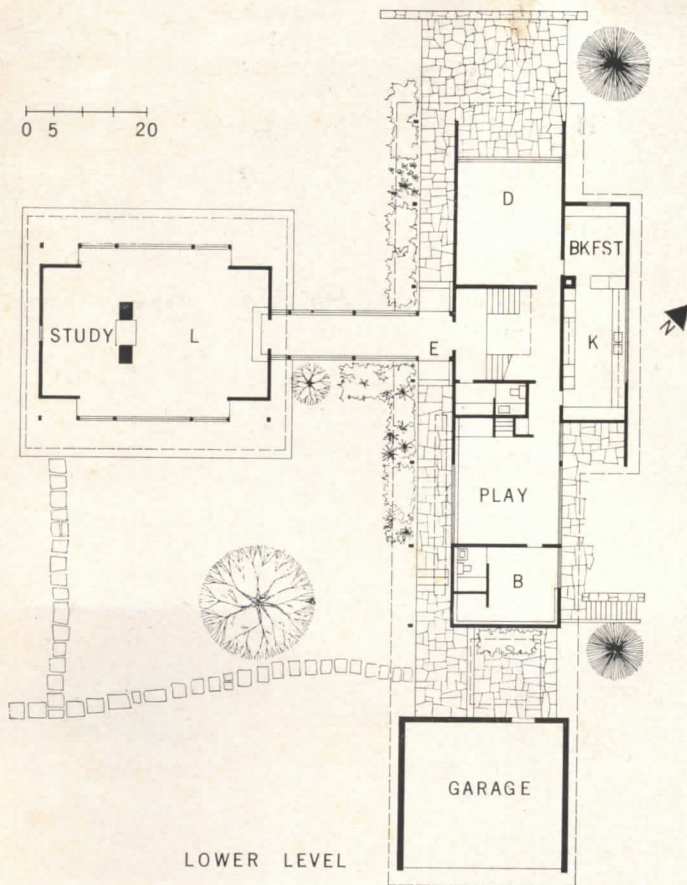 0 5 20
D
BKFST
STUDY L
E
K
N
PLAY
B
GARAGE
LOWER LEVEL